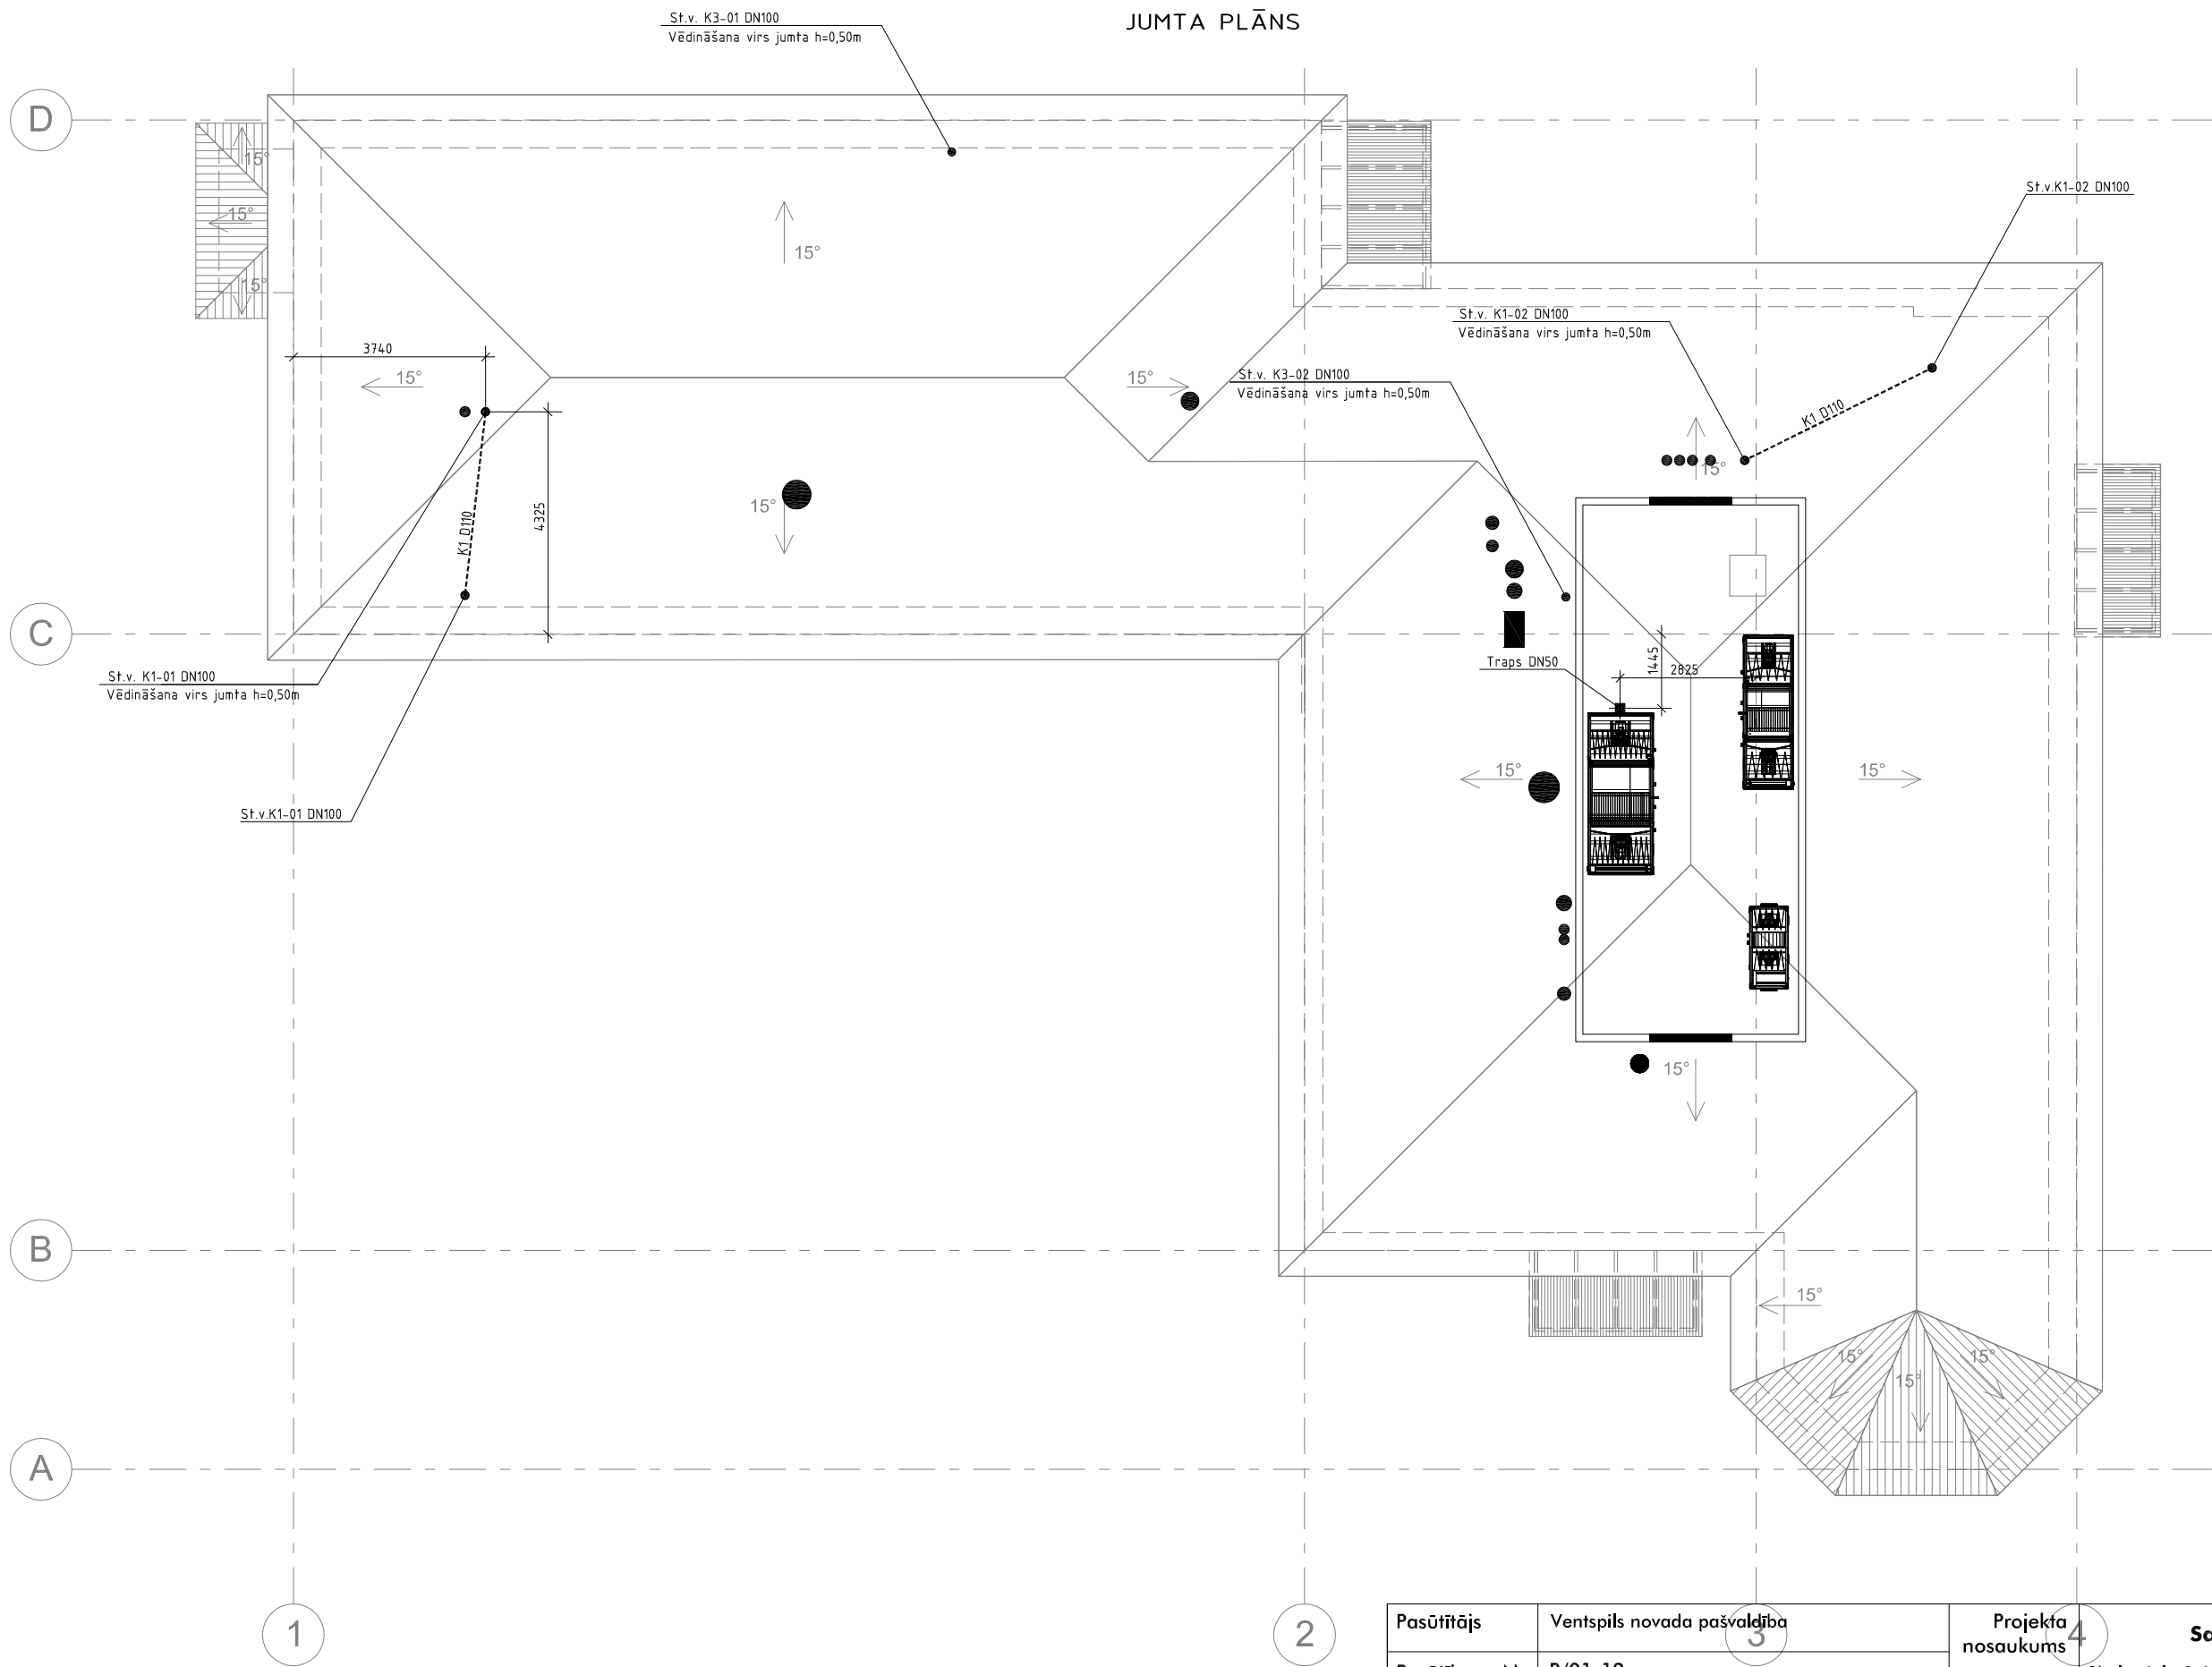 JUMTA PLĀNS
St.v. K3-01 DN100
Vēdināšana virs jumta h=0,50m
D
15°
15°
15°
15°
St.v.K1-02 DN100
St.v. K1-02 DN100
Vēdināšana virs jumta h=0,50m
3740
15°
15°
St.v. K3-02 DN100
Vēdināšana virs jumta h=0,50m
K1 D110
15°
15°
4325
K1 D110
C
1445
Traps DN50
2825
St.v. K1-01 DN100
Vēdināšana virs jumta h=0,50m
15°
15°
St.v.K1-01 DN100
15°
B
15°
15°
15°
15°
A
1
2
3
4
Pasūtītājs
Ventspils novada pašvaldība
Projekta
nosaukums